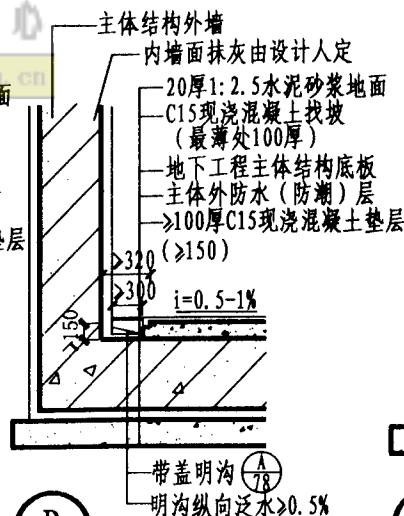 心
.cn
面
主体结构外墙
内墙面抹灰由设计人定
20厚1:2.5水泥砂浆地面
C15现浇混凝土找坡
(最薄处100厚)
地下工程主体结构底板
主体外防水(防潮)层
≥100厚C15现浇混凝土垫层
(≥150)
垫层
≥320
≥300
i=0.5-1%
≥150
带盖明沟 A/78
明沟纵向泛水≥0.5%